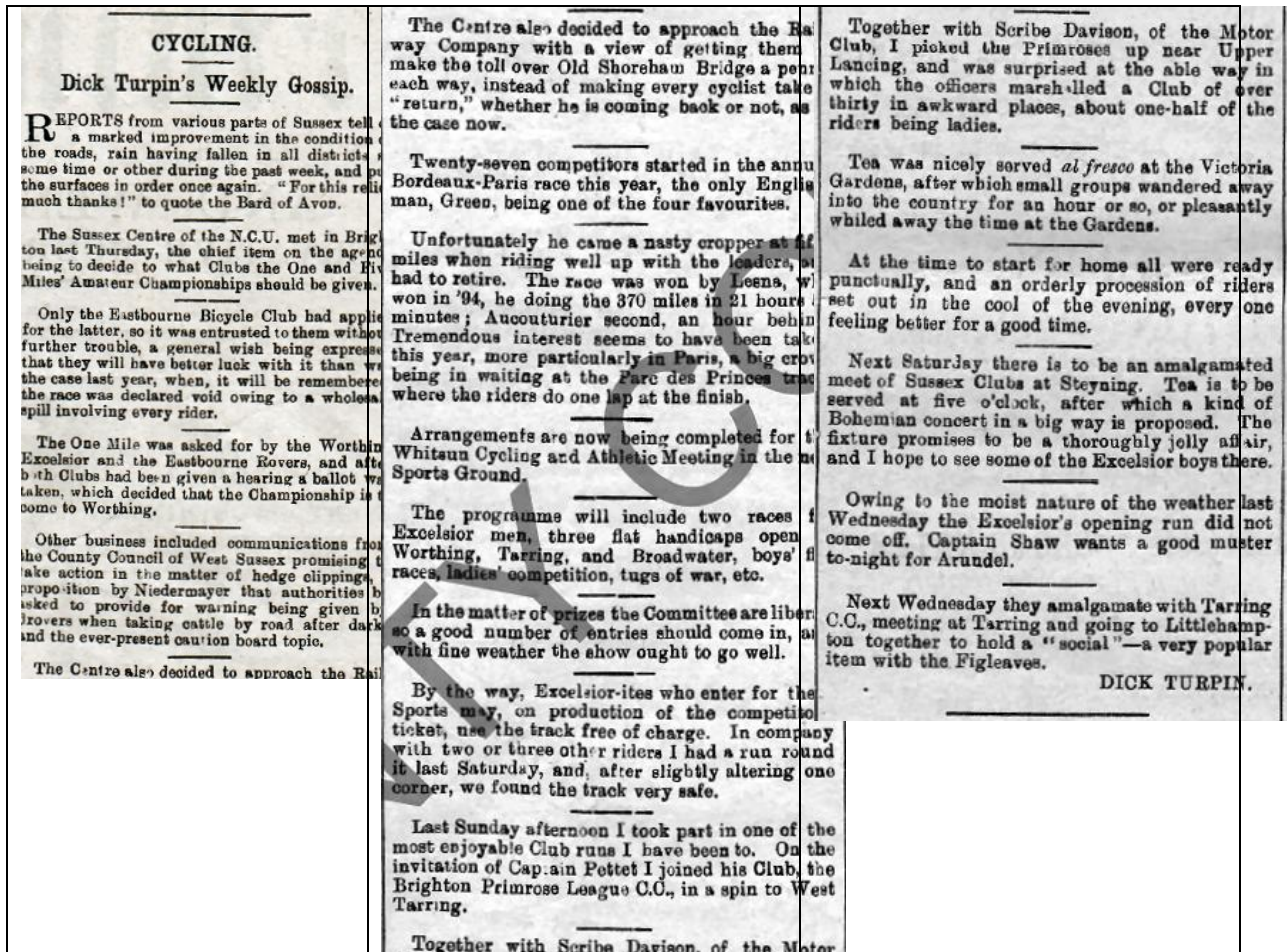 CYCLING.
Dick Turpin's Weekly Gossip.
REPORTS from various parts of Sussex tell
a marked improvement in the condition
the roads, rain having fallen in all districts
some time or other during the past week, and
the surfaces in order once again. "For this
much thanks!" to quote the Bard of Avon.
The Sussex Centre of the N.C.U. met in
ton last Thursday, the chief item on the
being to decide to what Clubs the One and
Miles' Amateur Championships should be given.
Only the Eastbourne Bicycle Club had
for the latter, so it was entrusted to them
further trouble, a general wish being
that they will have better luck with it than
the case last year, when, it will be
the race was declared void owing to a
spill involving every rider.
The One Mile was asked for by the
Excelsior and the Eastbourne Rovers, and
both Clubs had been given a hearing a ballot
taken, which decided that the Championship is
come to Worthing.
Other business included communications
the County Council of West Sussex promising
take action in the matter of hedge clippings,
proposition by Niedermayer that authorities
asked to provide for warning being given
Drovers when taking cattle by road after
and the ever-present caution board topic.
The Centre also decided to approach the
The Centre also decided to approach the
way Company with a view of getting them
make the toll over Old Shoreham Bridge a
each way, instead of making every cyclist take
"return," whether he is coming back or not, as
the case now.
Twenty-seven competitors started in the
Bordeaux-Paris race this year, the only
man, Green, being one of the four favourites.
Unfortunately he came a nasty cropper at
miles when riding well up with the leaders,
had to retire. The race was won by Lesna,
won in '94, he doing the 370 miles in 21 hours
minutes; Aucouturier second, an hour
Tremendous interest seems to have been
this year, more particularly in Paris, a big
being in waiting at the Parc des Princes
where the riders do one lap at the finish.
Arrangements are now being completed for
Whitsun Cycling and Athletic Meeting in the
Sports Ground.
The programme will include two races
Excelsior men, three flat handicaps open
Worthing, Tarring, and Broadwater, boys'
races, ladies' competition, tugs of war, etc.
In the matter of prizes the Committee are
so a good number of entries should come in,
with fine weather the show ought to go well.
By the way, Excelsior-ites who enter for the
Sports may, on production of the
ticket, use the track free of charge. In company
with two or three other riders I had a run round
it last Saturday, and, after slightly altering one
corner, we found the track very safe.
Last Sunday afternoon I took part in one of the
most enjoyable Club runs I have been to. On the
invitation of Captain Pettet I joined his Club, the
Brighton Primrose League C.C., in a spin to West
Tarring.
Together with Scribe Davison, of the Motor
Together with Scribe Davison, of the Motor
Club, I picked the Primroses up near Upper
Lancing, and was surprised at the able way in
which the officers marshalled a Club of over
thirty in awkward places, about one-half of the
riders being ladies.
Tea was nicely served al fresco at the Victoria
Gardens, after which small groups wandered away
into the country for an hour or so, or pleasantly
whiled away the time at the Gardens.
At the time to start for home all were ready
punctually, and an orderly procession of riders
set out in the cool of the evening, every one
feeling better for a good time.
Next Saturday there is to be an amalgamated
meet of Sussex Clubs at Steyning. Tea is to be
served at five o'clock, after which a kind of
Bohemian concert in a big way is proposed. The
fixture promises to be a thoroughly jolly affair,
and I hope to see some of the Excelsior boys there.
Owing to the moist nature of the weather last
Wednesday the Excelsior's opening run did not
come off. Captain Shaw wants a good muster
to-night for Arundel.
Next Wednesday they amalgamate with Tarring
C.C., meeting at Tarring and going to Littlehamp-
ton together to hold a "social"—a very popular
item with the Figleaves.
DICK TURPIN.